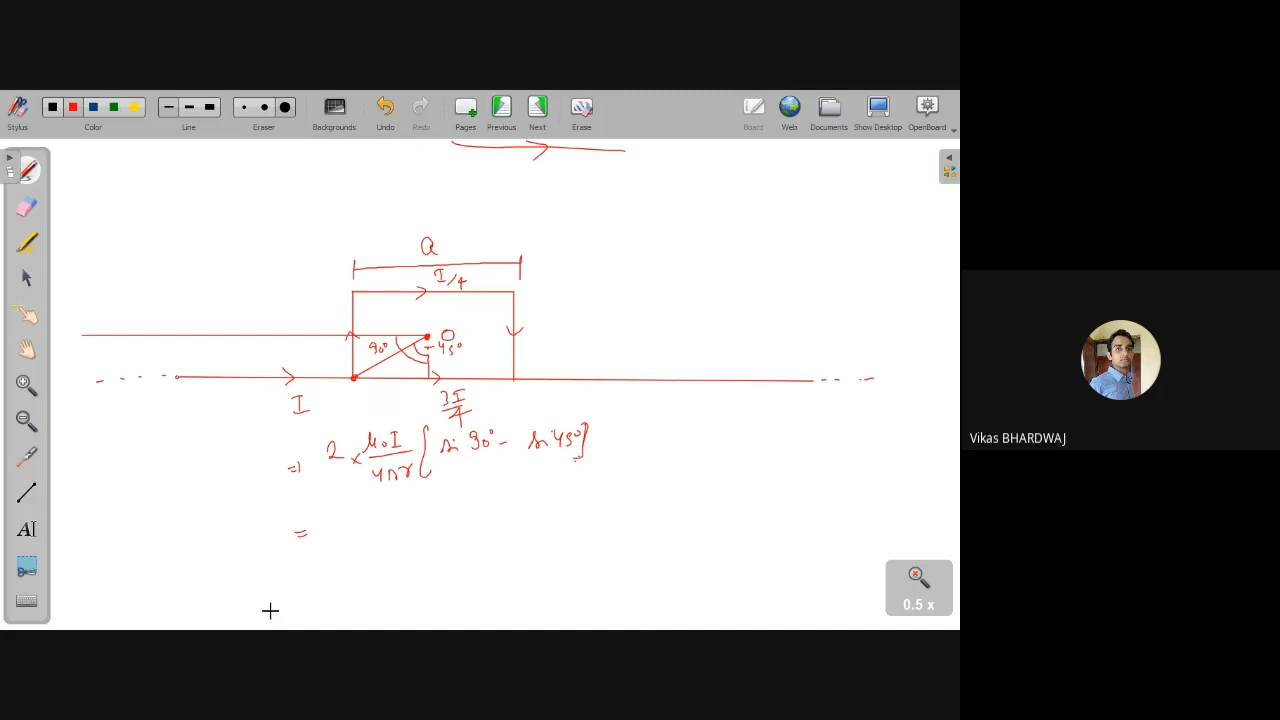 Stylus
Color
Line
Eraser
Backgrounds
Undo
Redo
Pages
Previous
Next
Erase
Board
Web
Documents
Show Desktop
OpenBoard
a
I/4
O
90°
45°
I
3I/4
⇒ 2 × μ₀I/4πr [ sin 90° - sin 45° ]
=
A
0.5 x
Vikas BHARDWAJ